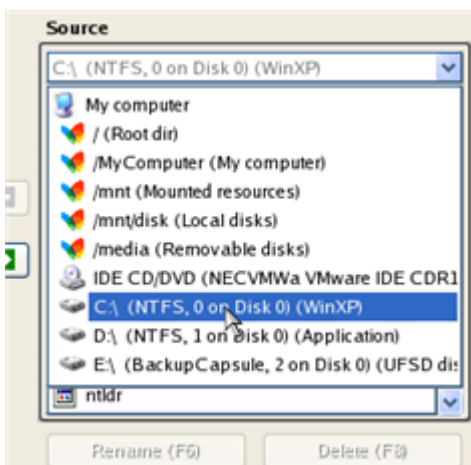 Source
C:\ (NTFS, 0 on Disk 0) (WinXP)
My computer
/ (Root dir)
/MyComputer (My computer)
/mnt (Mounted resources)
/mnt/disk (Local disks)
/media (Removable disks)
IDE CD/DVD (NECVMWa VMware IDE CDR1
C:\ (NTFS, 0 on Disk 0) (WinXP)
D:\ (NTFS, 1 on Disk 0) (Application)
E:\ (BackupCapsule, 2 on Disk 0) (UFSD dis
ntldr
Rename (F6) Delete (F8)